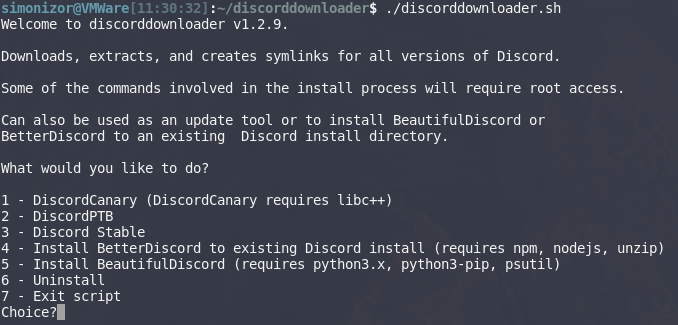 simonizor@VMWare[11:30:32]:~/discorddownloader$ ./discorddownloader.sh
Welcome to discorddownloader v1.2.9.
Downloads, extracts, and creates symlinks for all versions of Discord.
Some of the commands involved in the install process will require root access.
Can also be used as an update tool or to install BeautifulDiscord or
BetterDiscord to an existing  Discord install directory.
What would you like to do?
1 - DiscordCanary (DiscordCanary requires libc++)
2 - DiscordPTB
3 - Discord Stable
4 - Install BetterDiscord to existing Discord install (requires npm, nodejs, unzip)
5 - Install BeautifulDiscord (requires python3.x, python3-pip, psutil)
6 - Uninstall
7 - Exit script
Choice?